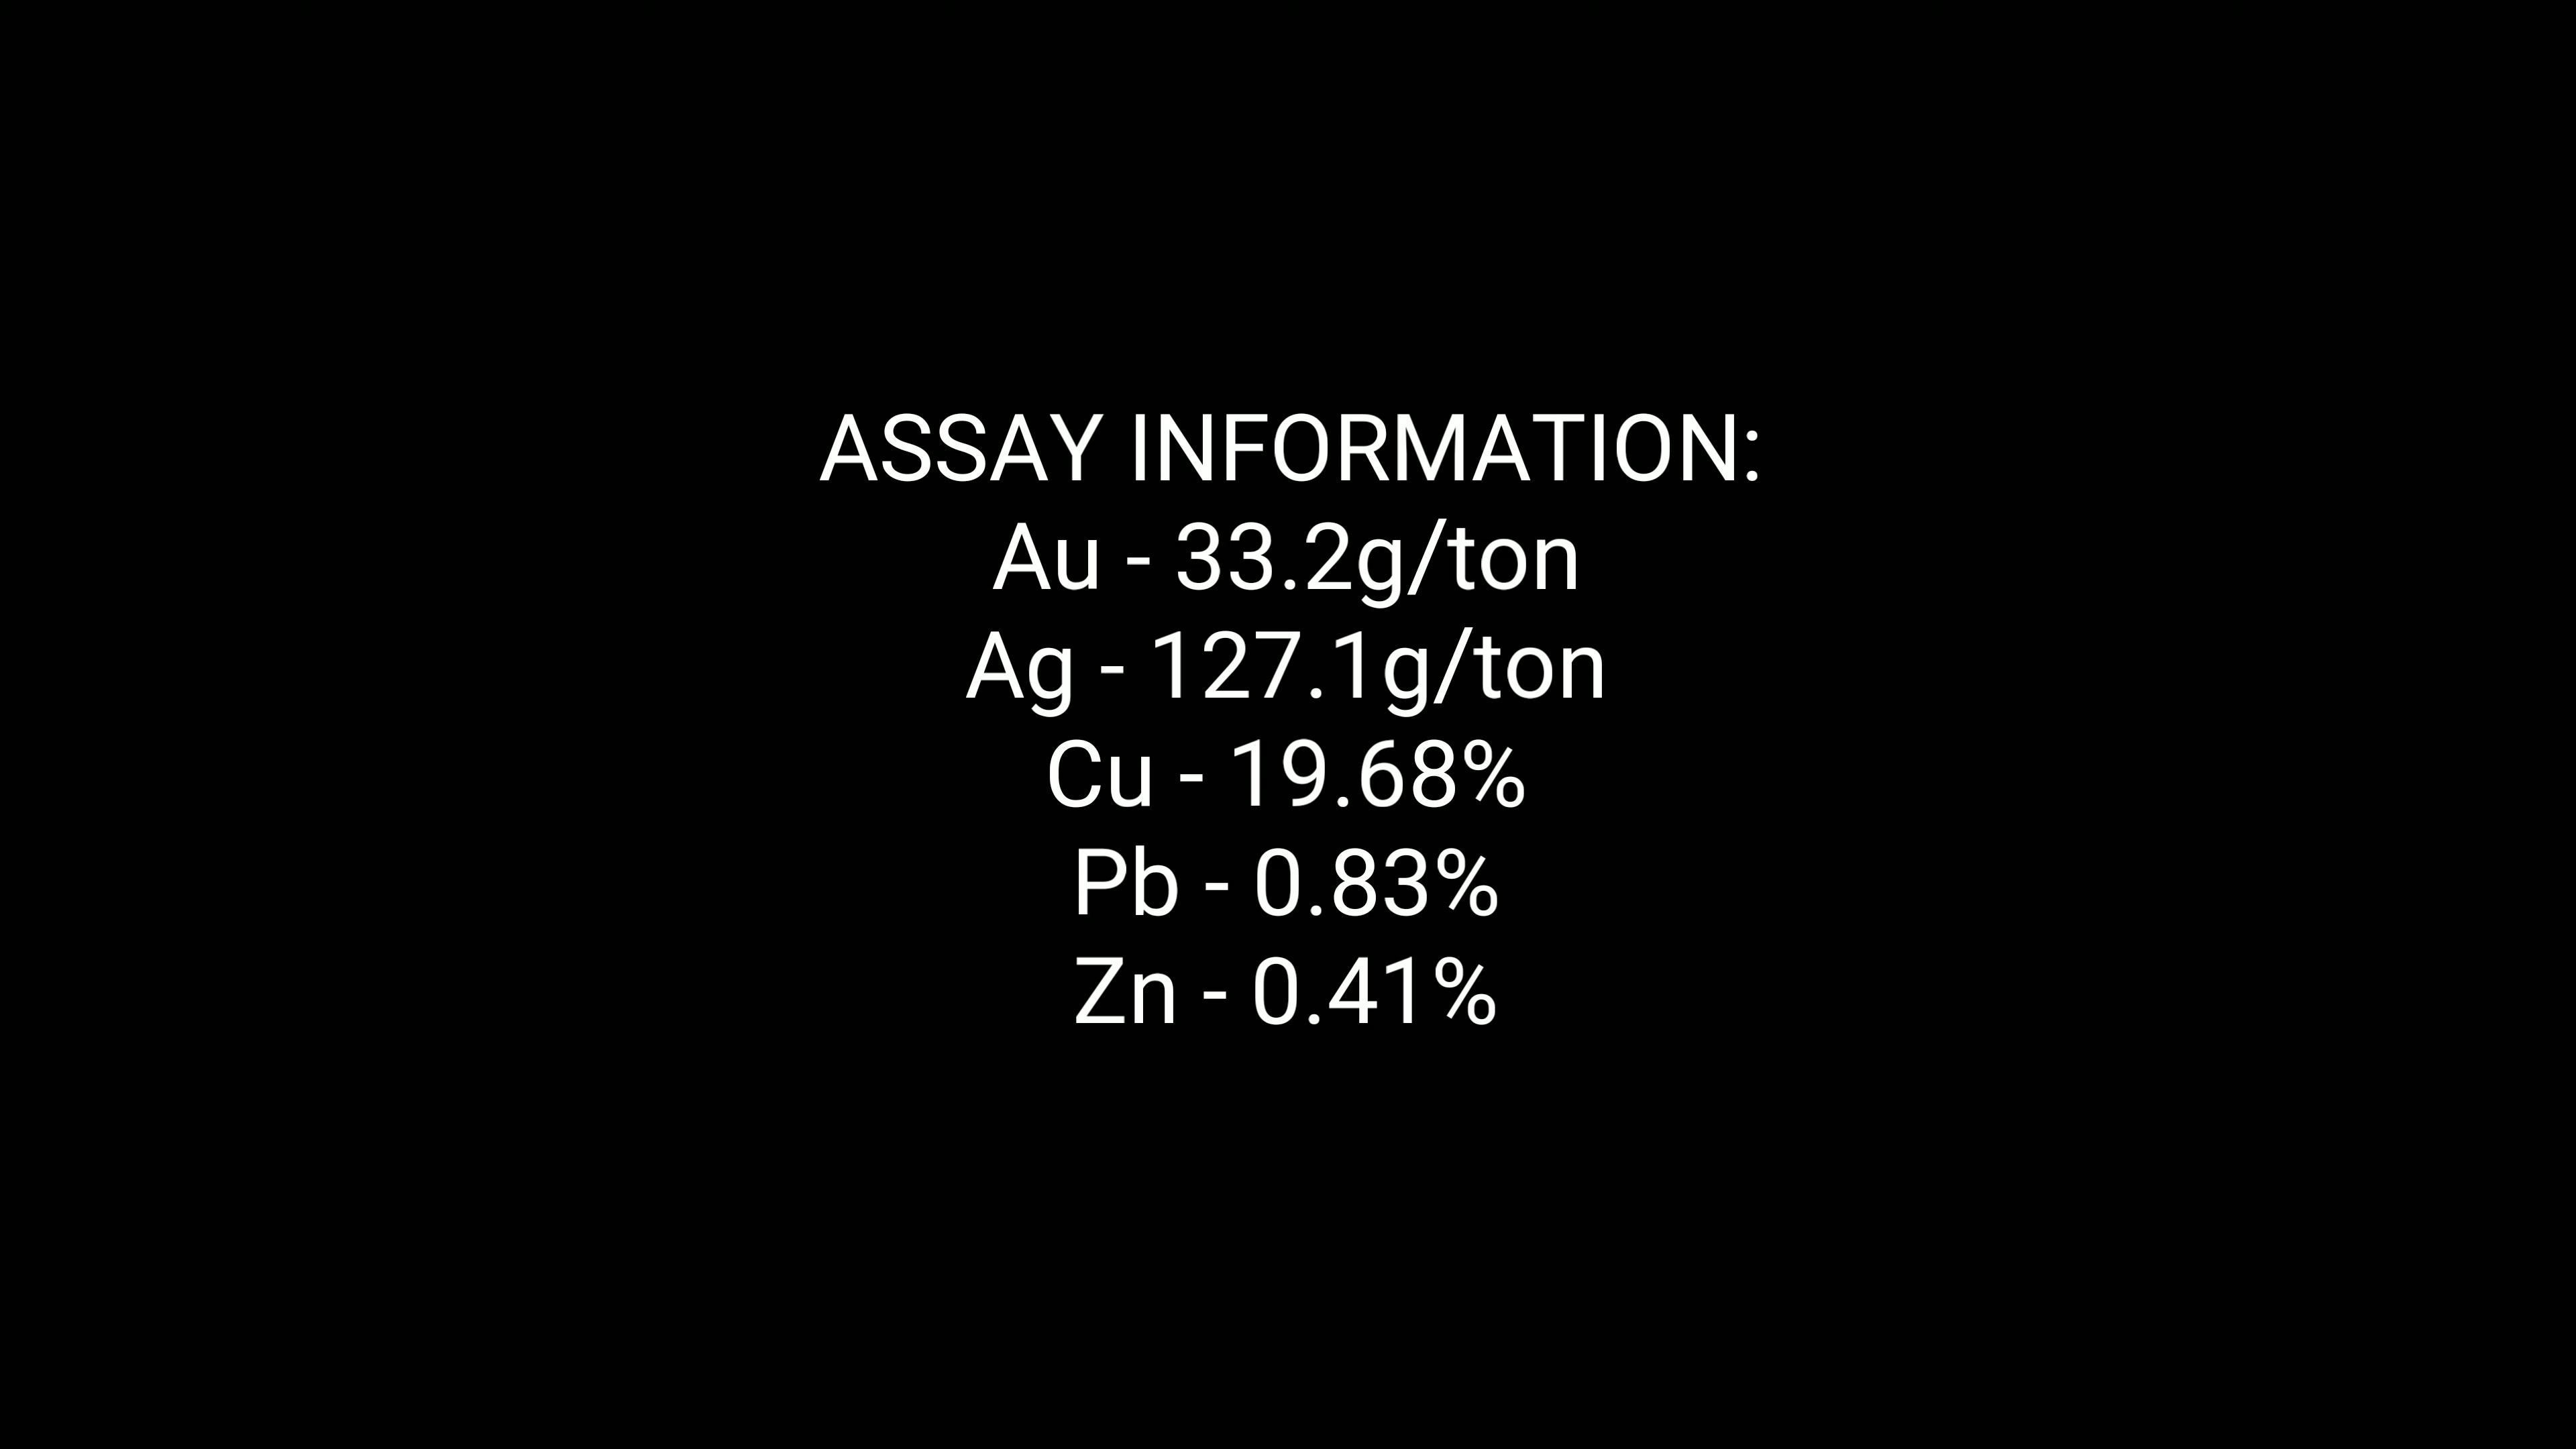 ASSAY INFORMATION:
Au - 33.2g/ton
Ag - 127.1g/ton
Cu - 19.68%
Pb - 0.83%
Zn - 0.41%